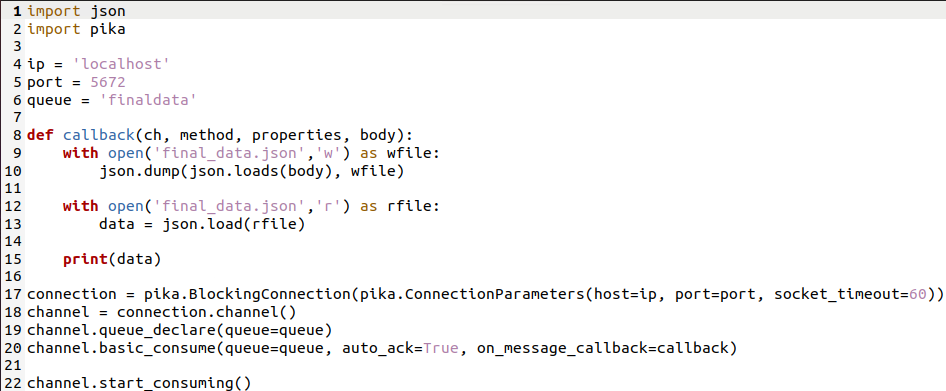 1 import json
2 import pika
3
4 ip = 'localhost'
5 port = 5672
6 queue = 'finaldata'
7
8 def callback(ch, method, properties, body):
9     with open('final_data.json','w') as wfile:
10         json.dump(json.loads(body), wfile)
11
12     with open('final_data.json','r') as rfile:
13         data = json.load(rfile)
14
15     print(data)
16
17 connection = pika.BlockingConnection(pika.ConnectionParameters(host=ip, port=port, socket_timeout=60))
18 channel = connection.channel()
19 channel.queue_declare(queue=queue)
20 channel.basic_consume(queue=queue, auto_ack=True, on_message_callback=callback)
21
22 channel.start_consuming()